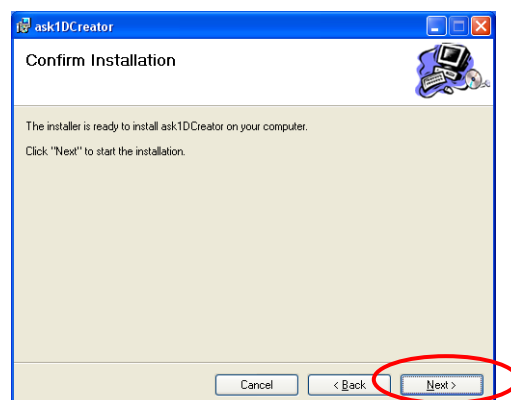 ask1DCreator
Confirm Installation
The installer is ready to install ask1DCreator on your computer.
Click "Next" to start the installation.
Cancel
< Back
Next >